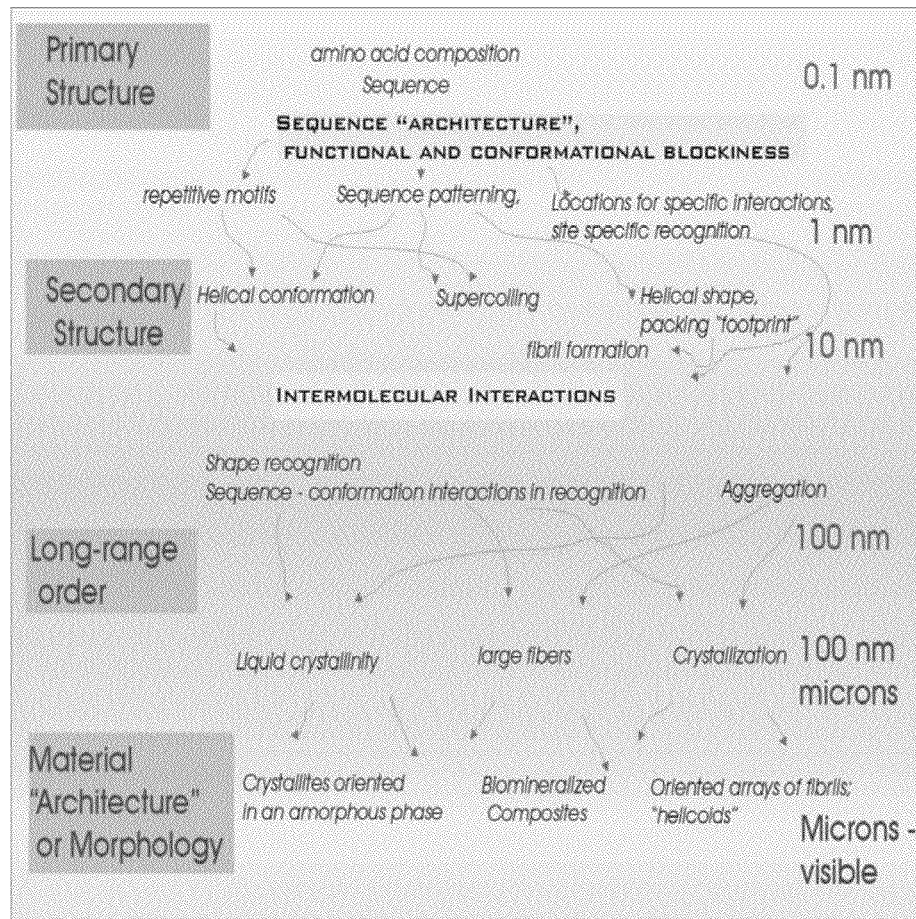 Primary
Structure
amino acid composition
Sequence
0.1 nm
SEQUENCE "ARCHITECTURE",
FUNCTIONAL AND CONFORMATIONAL BLOCKINESS
repetitive motifs
Sequence patterning,
Locations for specific interactions,
site specific recognition
1 nm
Secondary
Structure
Helical conformation
Supercoiling
Helical shape,
packing "footprint"
fibril formation
10 nm
INTERMOLECULAR INTERACTIONS
Shape recognition
Sequence - conformation interactions in recognition
Aggregation
100 nm
Long-range
order
Liquid crystallinity
large fibers
Crystallization
100 nm
microns
Material
"Architecture"
or Morphology
Crystallites oriented
in an amorphous phase
Biomineralized
Composites
Oriented arrays of fibrils;
"helicoids"
Microns -
visible